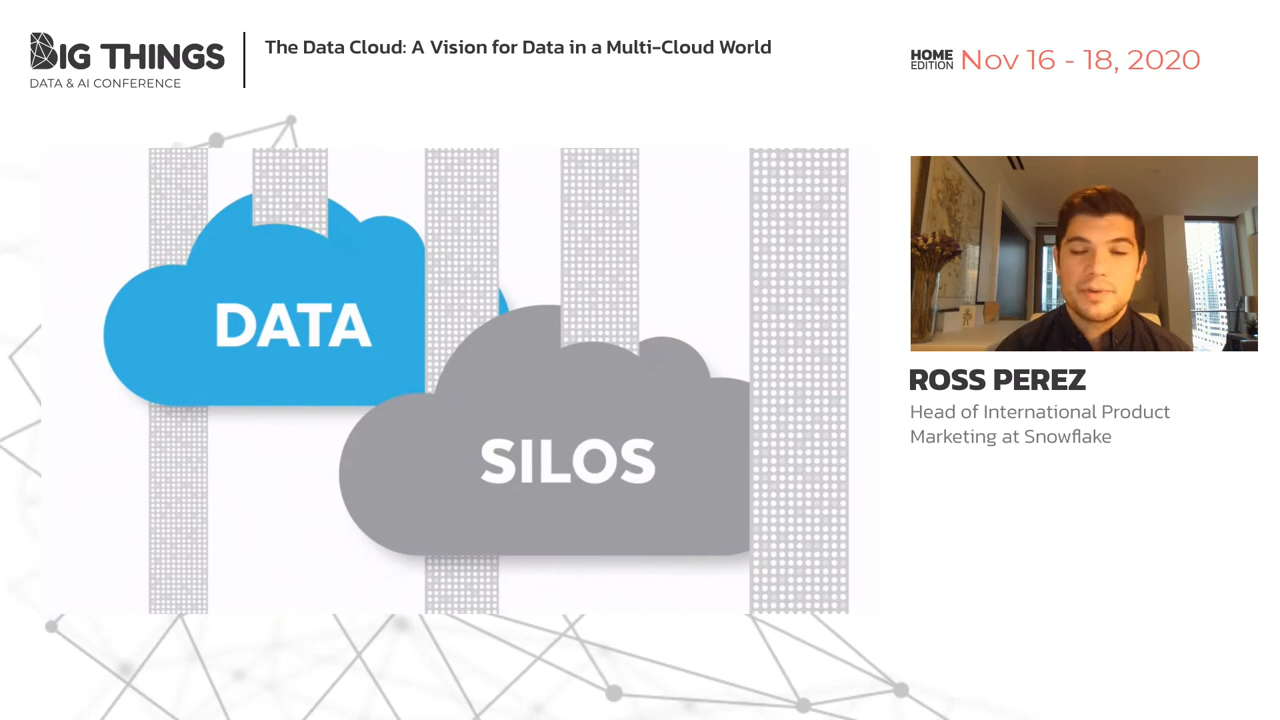 BIG THINGS
DATA & AI CONFERENCE
The Data Cloud: A Vision for Data in a Multi-Cloud World
HOME
EDITION
Nov 16 - 18, 2020
DATA
SILOS
ROSS PEREZ
Head of International Product
Marketing at Snowflake